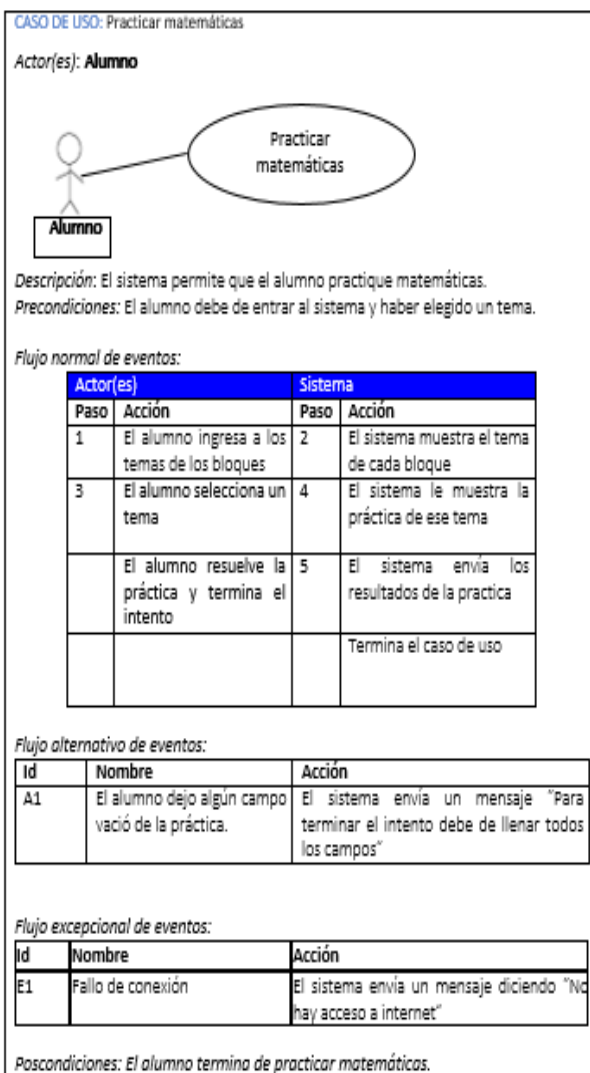 CASO DE USO: Practicar matemáticas
Actor(es): Alumno
Practicar
matemáticas
Alumno
Descripción: El sistema permite que el alumno practique matemáticas.
Precondiciones: El alumno debe de entrar al sistema y haber elegido un tema.
Flujo normal de eventos:
Actor(es) Sistema
Paso Acción Paso Acción
1 El alumno ingresa a los 2 El sistema muestra el tema
temas de los bloques de cada bloque
3 El alumno selecciona un 4 El sistema le muestra la
tema práctica de ese tema
El alumno resuelve la 5 El sistema envía los
práctica y termina el resultados de la practica
intento
Termina el caso de uso
Flujo alternativo de eventos:
Id Nombre Acción
A1 El alumno dejo algún campo El sistema envía un mensaje "Para
vació de la práctica. terminar el intento debe de llenar todos
los campos"
Flujo excepcional de eventos:
Id Nombre Acción
E1 Fallo de conexión El sistema envía un mensaje diciendo "No
hay acceso a internet"
Poscondiciones: El alumno termina de practicar matemáticas.